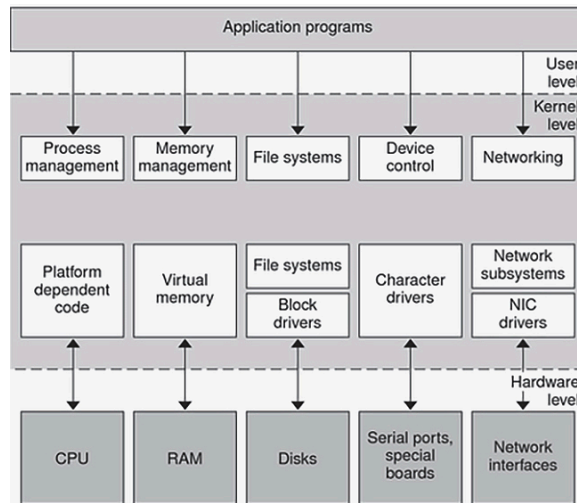 Application programs
User
level
Kernel
level
Process
management
Memory
management
File systems
Device
control
Networking
Platform
dependent
code
Virtual
memory
File systems
Block
drivers
Character
drivers
Network
subsystems
NIC
drivers
Hardware
level
CPU
RAM
Disks
Serial ports,
special
boards
Network
interfaces